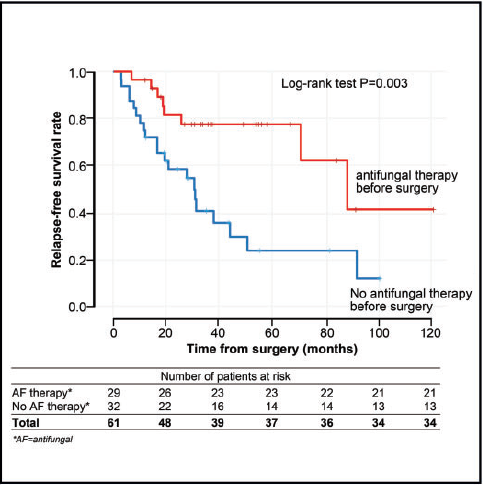 Log-rank test P=0.003
Relapse-free survival rate
1.0
0.8
0.6
0.4
0.2
0.0
antifungal therapy
before surgery
No antifungal therapy
before surgery
0 20 40 60 80 100 120
Time from surgery (months)
Number of patients at risk
AF therapy* 29 26 23 23 22 21 21
No AF therapy* 32 22 16 14 14 13 13
Total 61 48 39 37 36 34 34
*AF=antifungal